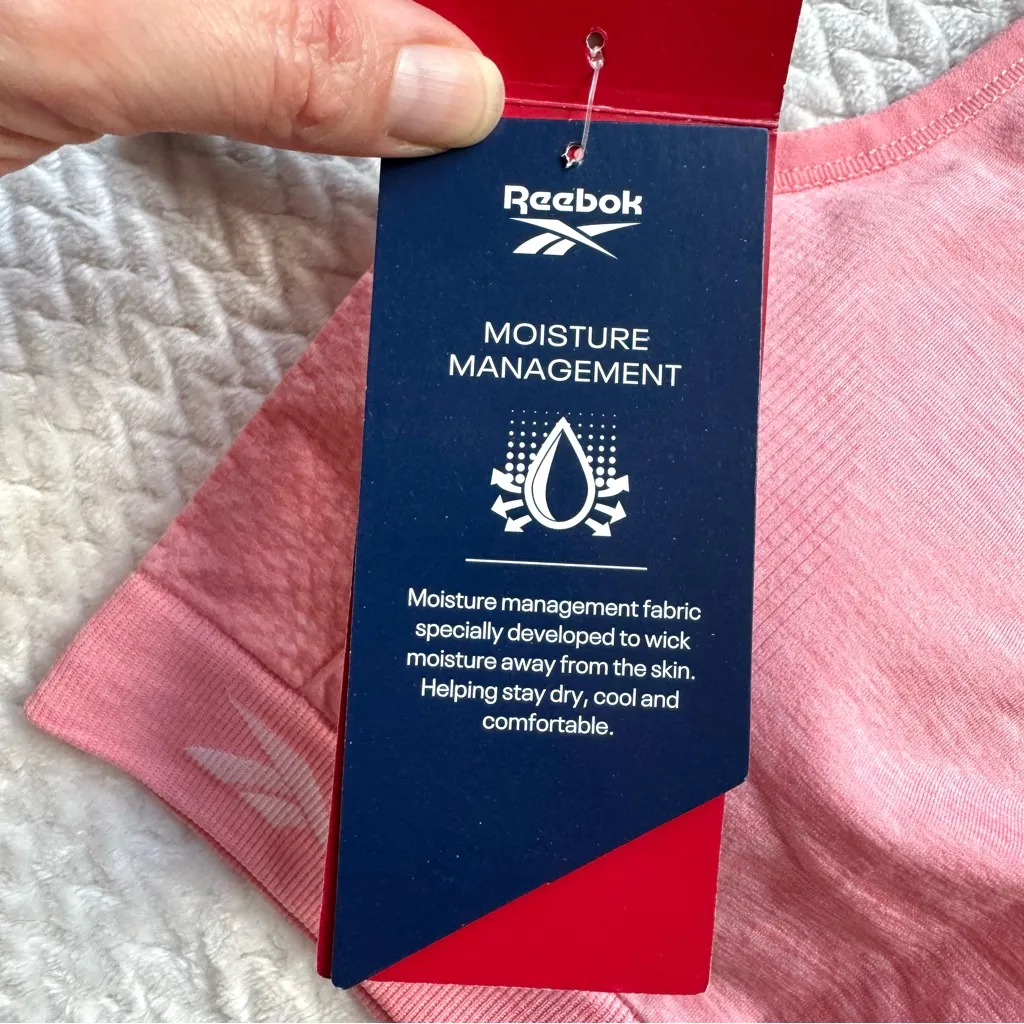 Reebok
MOISTURE
MANAGEMENT
Moisture management fabric
specially developed to wick
moisture away from the skin.
Helping stay dry, cool and
comfortable.